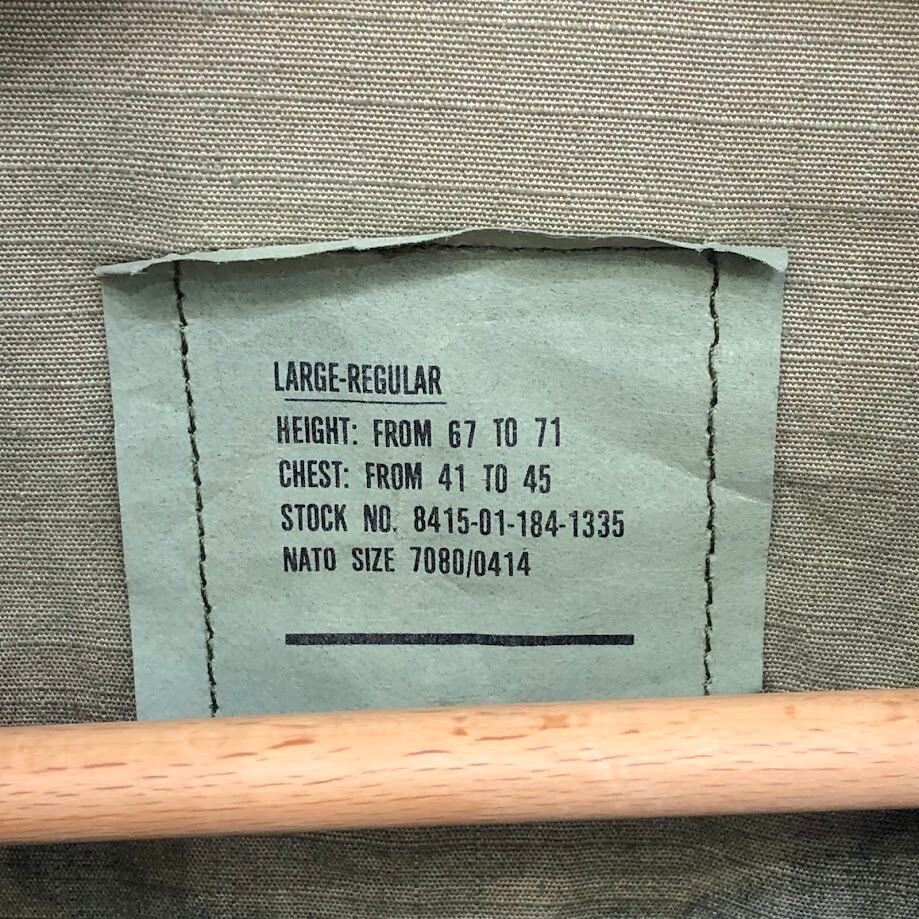 LARGE-REGULAR
HEIGHT: FROM 67 TO 71
CHEST: FROM 41 TO 45
STOCK NO. 8415-01-184-1335
NATO SIZE 7080/0414